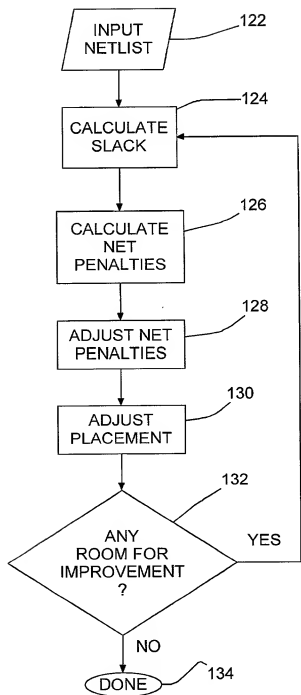 INPUT
NETLIST
122
124
CALCULATE
SLACK
126
CALCULATE
NET
PENALTIES
128
ADJUST NET
PENALTIES
130
ADJUST
PLACEMENT
132
ANY
ROOM FOR
IMPROVEMENT
?
YES
NO
DONE
134